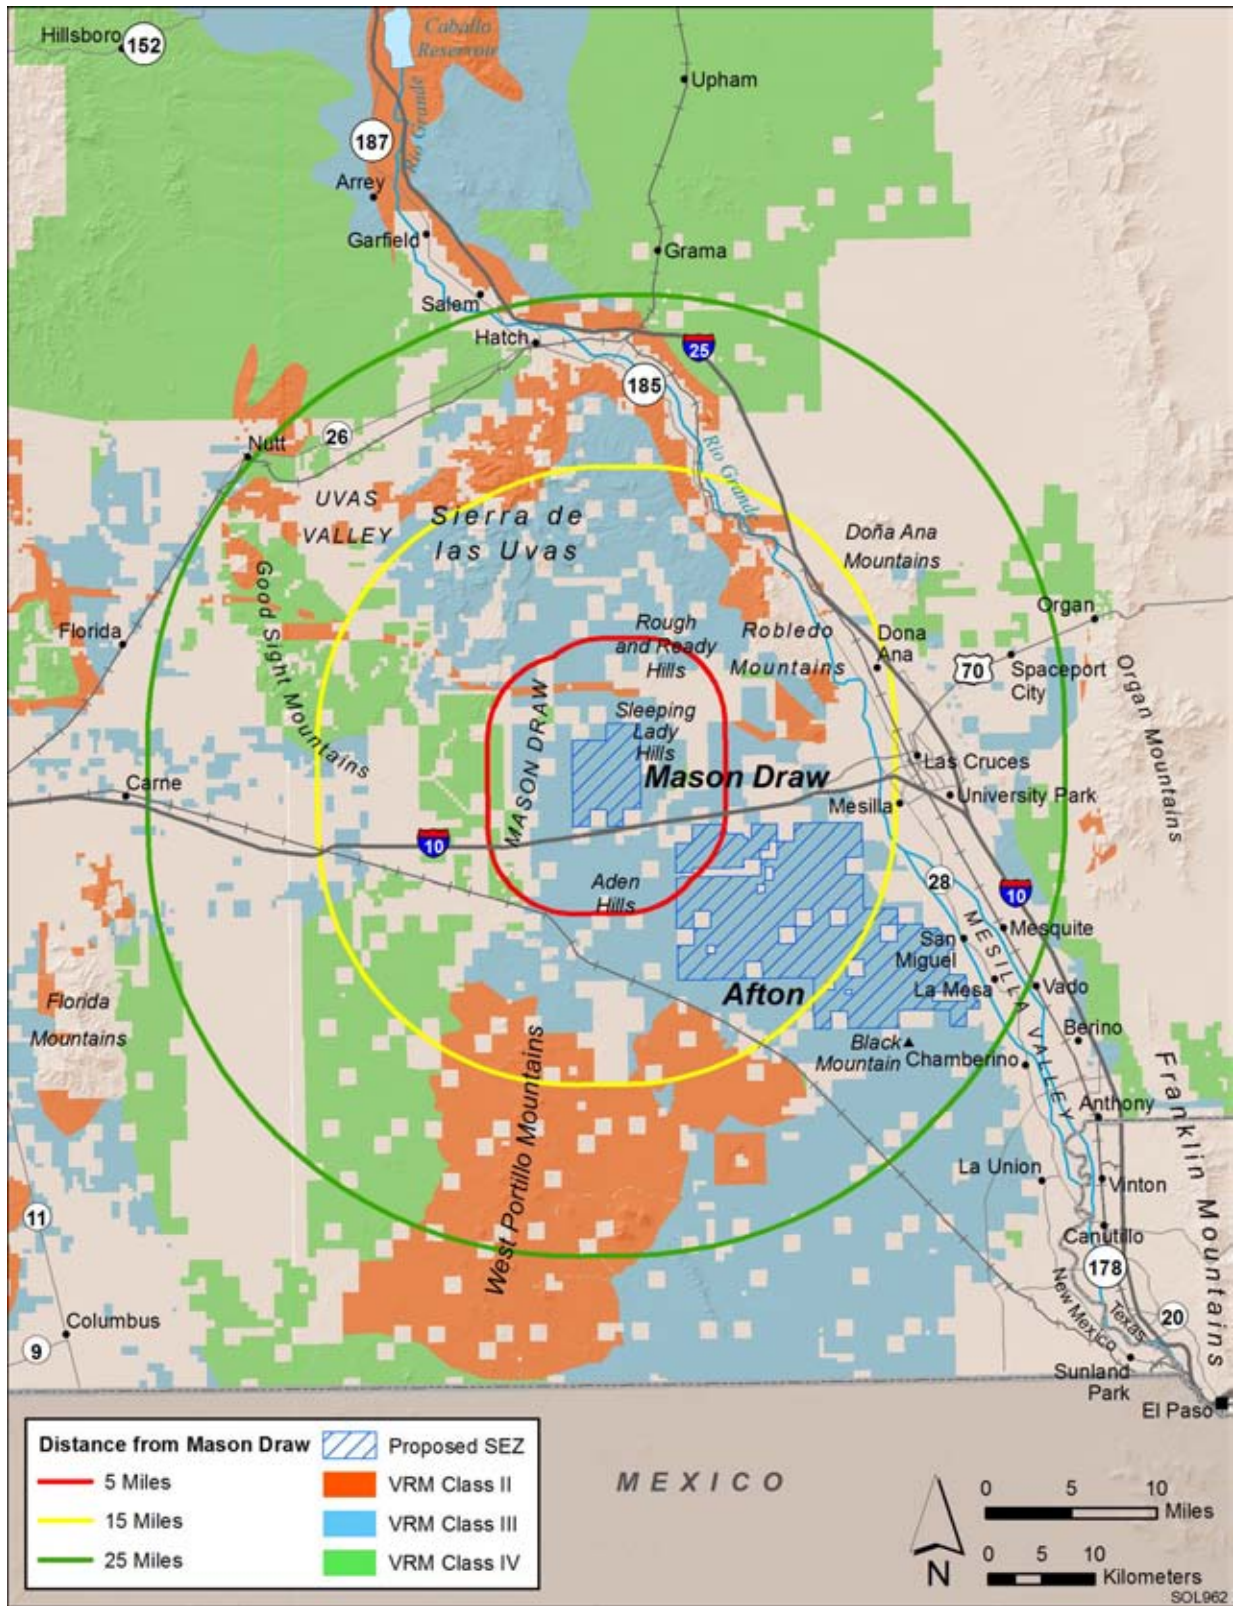 Hillsboro
152
Caballo
Reservoir
Upham
187
Rio Grande
Arrey
Garfield
Grama
Salem
Hatch
25
185
26
Nutt
Rio Grande
UVAS
VALLEY
Sierra de
las Uvas
Doña Ana
Mountains
Good Sight Mountains
Organ
Florida
Rough
and Ready
Hills
Robledo
Mountains
Dona
Ana
70
Spaceport
City
Organ Mountains
MASON DRAW
Sleeping
Lady
Hills
Mason Draw
Las Cruces
Carne
Mesilla
University Park
10
Aden
Hills
28
10
MESILLA VALLEY
San
Miguel
Mesquite
La Mesa
Vado
Afton
Florida
Mountains
Berino
Black
Mountain
Chamberino
West Portillo Mountains
Franklin Mountains
Anthony
La Union
Vinton
11
Canutillo
178
New Mexico
Texas
20
Columbus
9
Sunland
Park
El Paso
Distance from Mason Draw
5 Miles
15 Miles
25 Miles
Proposed SEZ
VRM Class II
VRM Class III
VRM Class IV
MEXICO
N
0 5 10
Miles
0 5 10
Kilometers
SOL962